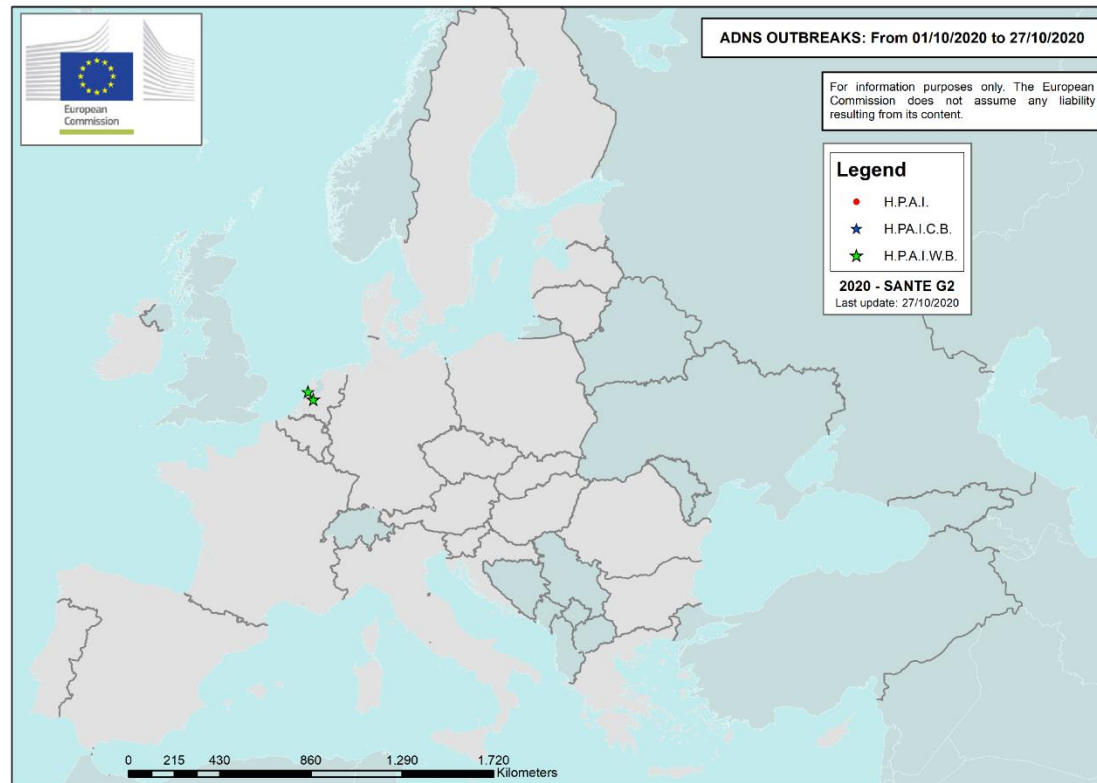 European
Commission
ADNS OUTBREAKS: From 01/10/2020 to 27/10/2020
For information purposes only. The European
Commission does not assume any liability
resulting from its content.
Legend
H.P.A.I.
H.PA.I.C.B.
H.P.A.I.W.B.
2020 - SANTE G2
Last update: 27/10/2020
0 215 430 860 1.290 1.720
Kilometers